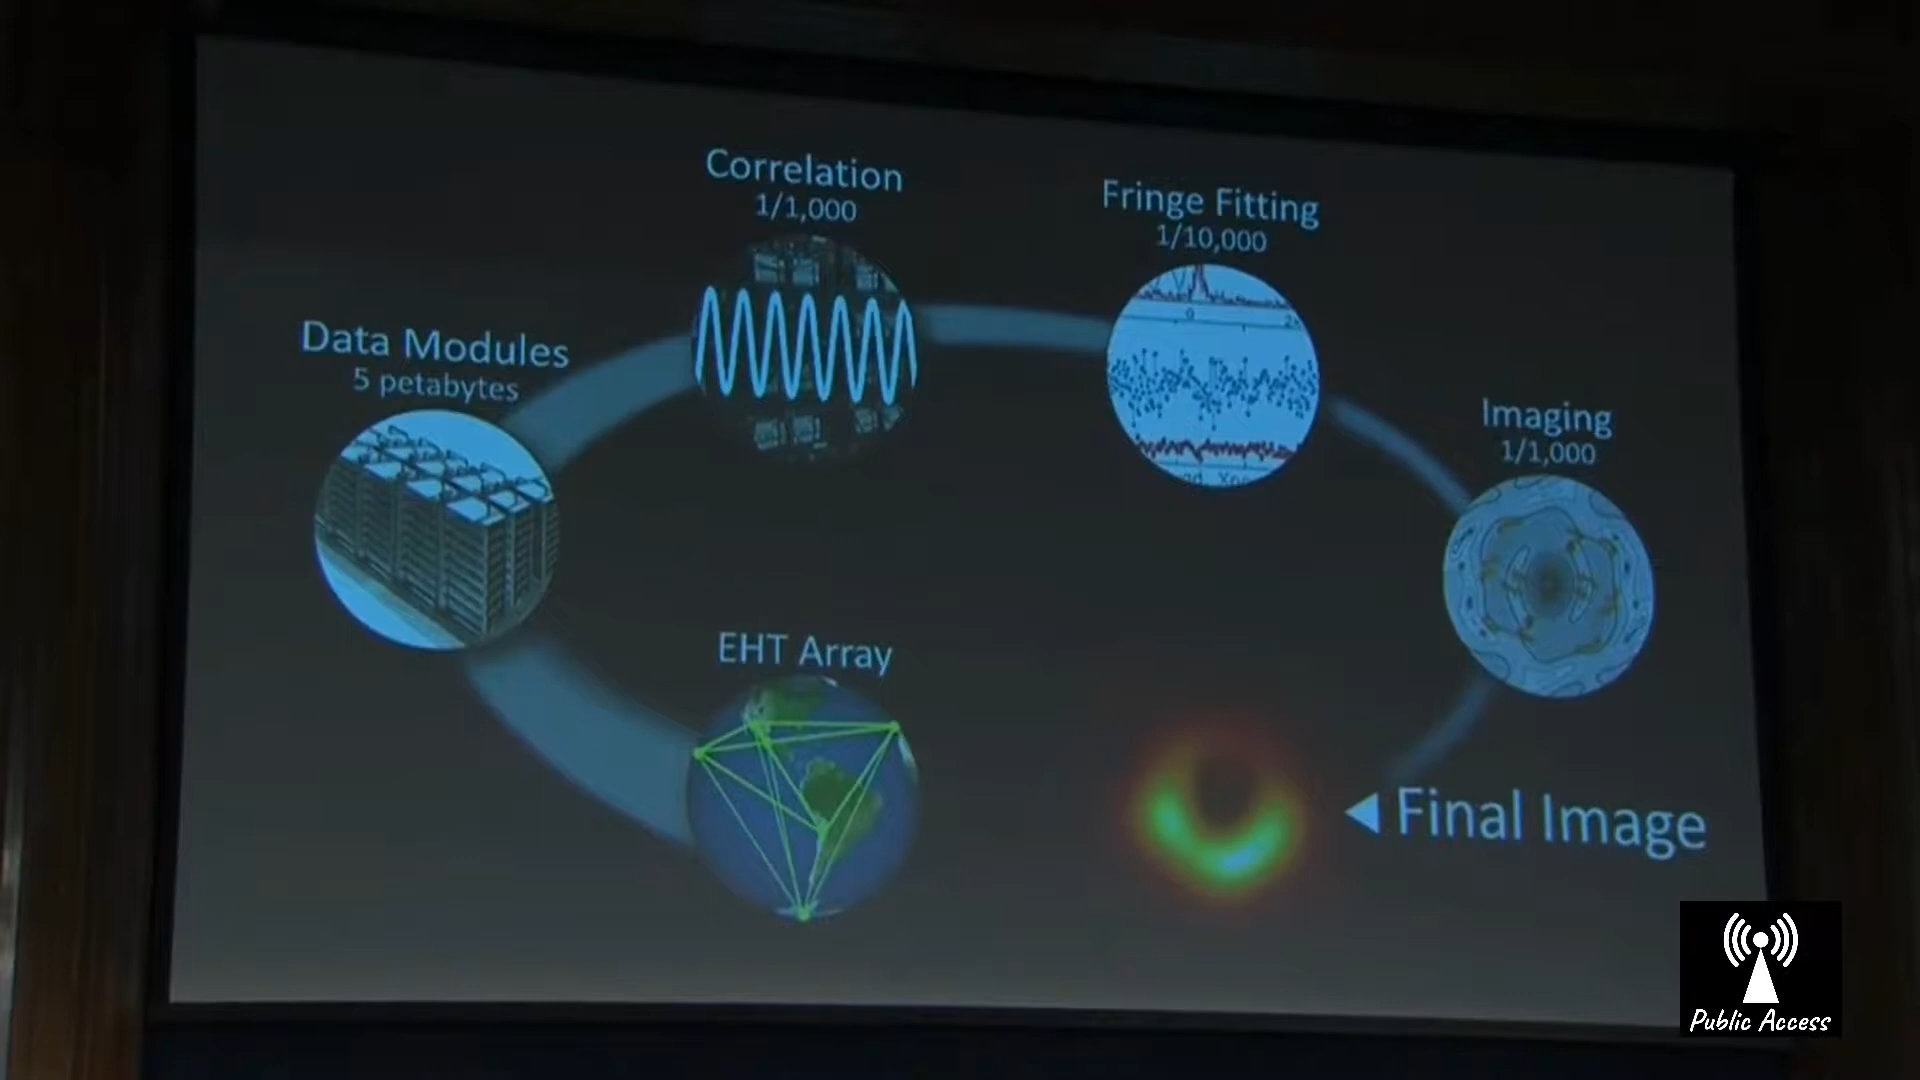 Correlation
1/1,000
Fringe Fitting
1/10,000
Data Modules
5 petabytes
Imaging
1/1,000
EHT Array
Final Image
Public Access